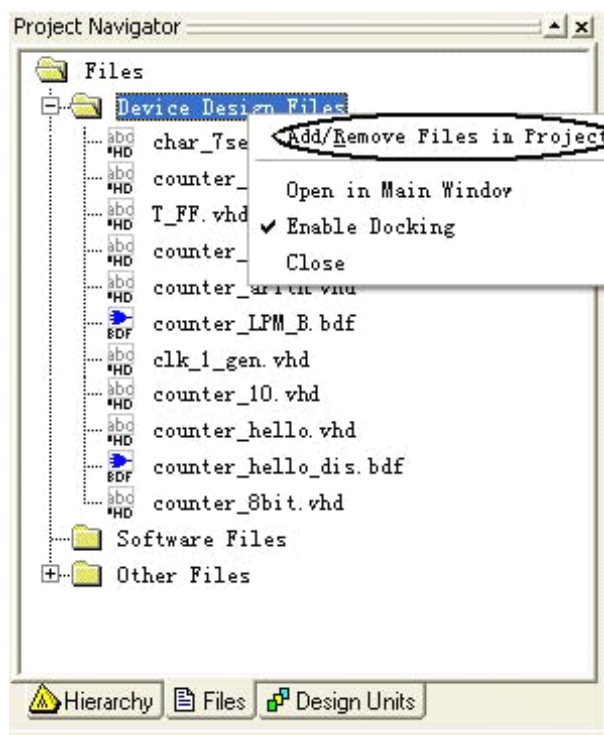 Project Navigator
Files
Device Design Files
Add/Remove Files in Project
char_7se
counter_
Open in Main Window
T_FF.vhd
Enable Docking
counter_
Close
counter_arith.vhd
counter_LPM_B.bdf
clk_1_gen.vhd
counter_10.vhd
counter_hello.vhd
counter_hello_dis.bdf
counter_8bit.vhd
Software Files
Other Files
Hierarchy Files Design Units